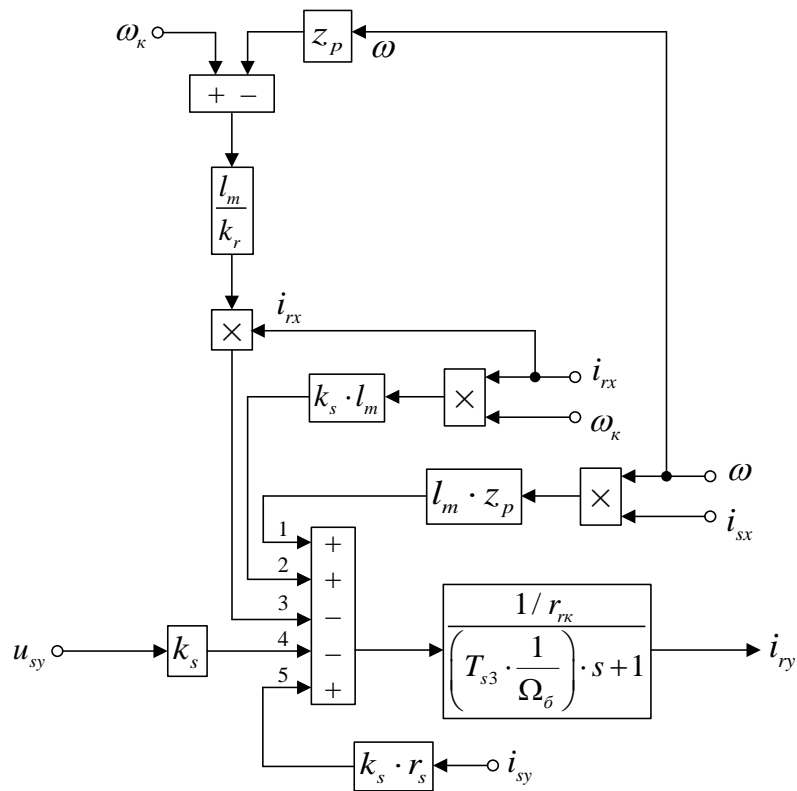 ω_к
z_p
ω
+ −
l_m / k_r
×
i_rx
i_rx
k_s · l_m
×
ω_к
ω
l_m · z_p
×
i_sx
1 +
2 +
3 −
4 −
5 +
u_sy
k_s
1 / r_rк
(T_s3 · 1/Ω_б) · s + 1
i_ry
k_s · r_s
i_sy